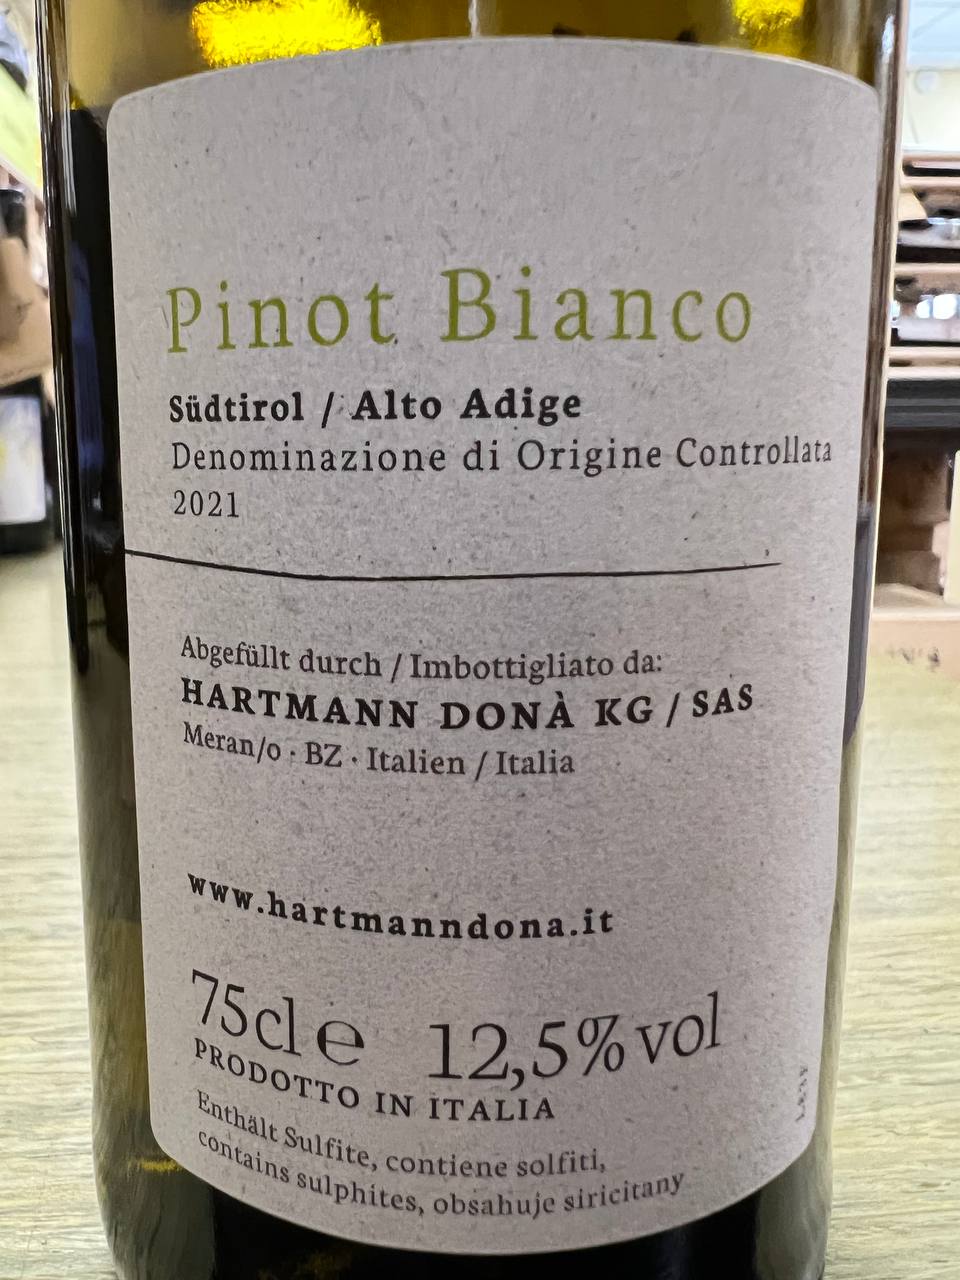 Pinot Bianco
Südtirol / Alto Adige
Denominazione di Origine Controllata
2021
Abgefüllt durch / Imbottigliato da:
HARTMANN DONÀ KG / SAS
Meran/o · BZ · Italien / Italia
www.hartmanndona.it
75cl e 12,5% vol
PRODOTTO IN ITALIA
Enthält Sulfite, contiene solfiti,
contains sulphites, obsahuje siricitany